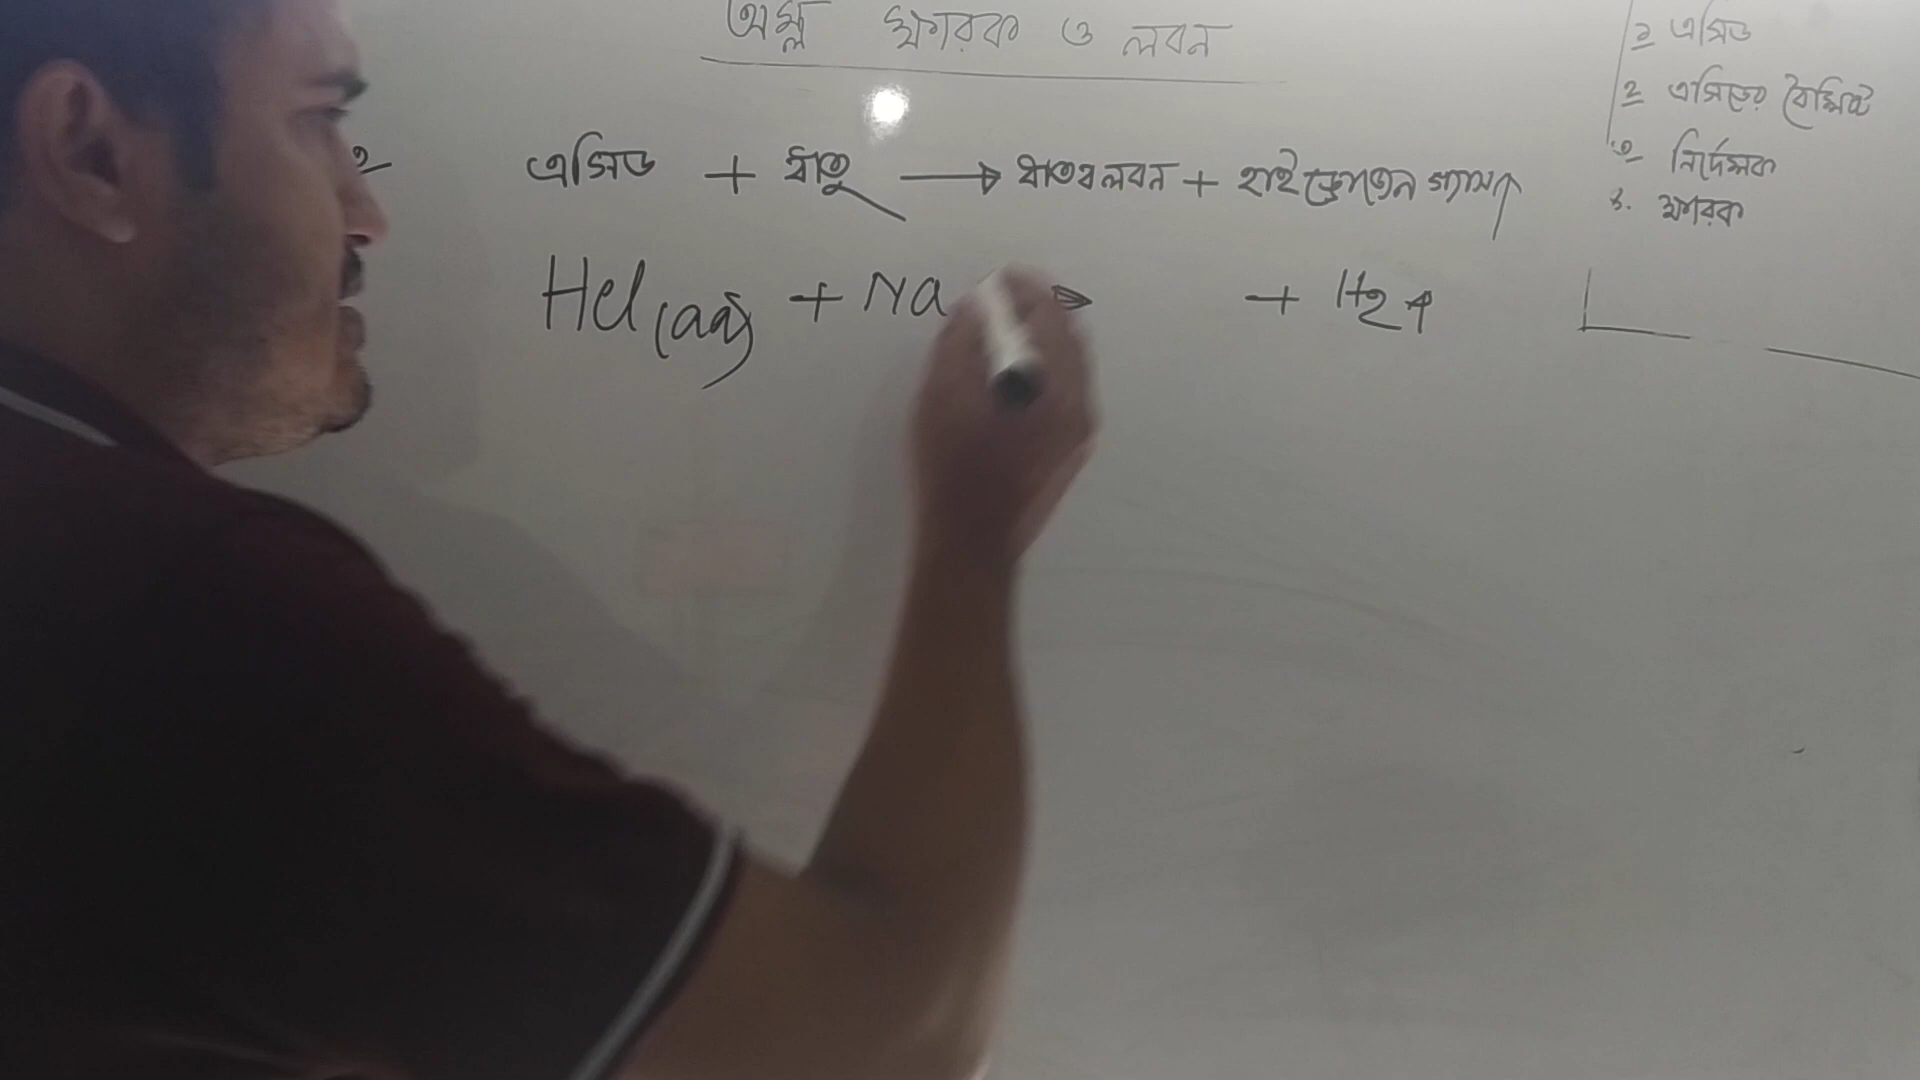 অম্ল ক্ষারক ও লবন
১ এসিড
২ এসিডের বৈশিষ্ট
৩ নির্দেশক
৪. ক্ষারক
২ এসিড + ধাতু → ধাতব লবন + হাইড্রোজেন গ্যাস↑
HCl(aq) + Na → + H2↑